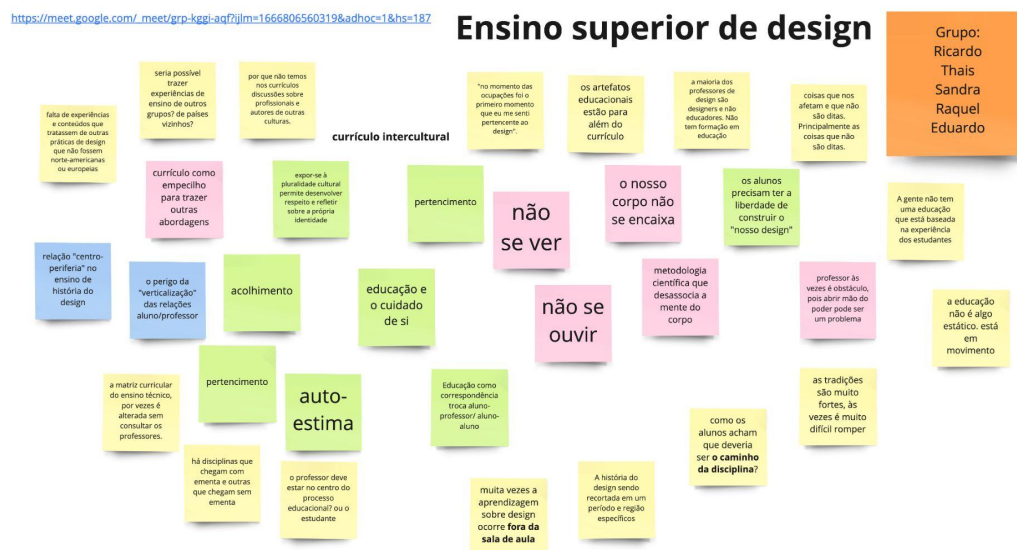 https://meet.google.com/_meet/grp-kggi-aqf?ijlm=1666806560319&adhoc=1&hs=187
Ensino superior de design
Grupo:
Ricardo
Thais
Sandra
Raquel
Eduardo
falta de experiências
e conteúdos que
tratassem de outras
práticas de design
que não fossem
norte-americanas
ou europeias
seria possível
trazer
experiências de
ensino de outros
grupos? de países
vizinhos?
por que não temos
nos currículos
discussões sobre
profissionais e
autores de outras
culturas.
currículo intercultural
"no momento das
ocupações foi o
primeiro momento
que eu me senti
pertencente ao
design".
os artefatos
educacionais
estão para
além do
currículo
a maioria dos
professores de
design são
designers e não
educadores. Não
tem formação em
educação
coisas que nos
afetam e que não
são ditas.
Principalmente as
coisas que não
são ditas.
currículo como
empecilho
para trazer
outras
abordagens
expor-se à
pluralidade cultural
permite desenvolver
respeito e refletir
sobre a própria
identidade
pertencimento
não
se ver
o nosso
corpo não
se encaixa
os alunos
precisam ter a
liberdade de
construir o
"nosso design"
A gente não tem
uma educação
que está baseada
na experiência
dos estudantes
relação "centro-
periferia" no
ensino de
história do
design
o perigo da
"verticalização"
das relações
aluno/professor
acolhimento
educação e
o cuidado
de si
não se
ouvir
metodologia
científica que
desassocia a
mente do
corpo
professor às
vezes é obstáculo,
pois abrir mão do
poder pode ser
um problema
a educação
não é algo
estático. está
em
movimento
a matriz curricular
do ensino técnico,
por vezes é
alterada sem
consultar os
professores.
pertencimento
auto-
estima
Educação como
correspondência
troca aluno-
professor/ aluno-
aluno
como os
alunos acham
que deveria
ser o caminho
da disciplina?
as tradições
são muito
fortes, às
vezes é muito
difícil romper
há disciplinas que
chegam com
ementa e outras
que chegam sem
ementa
o professor deve
estar no centro do
processo
educacional? ou o
estudante
muita vezes a
aprendizagem
sobre design
ocorre fora da
sala de aula
A história do
design sendo
recortada em um
período e região
específicos